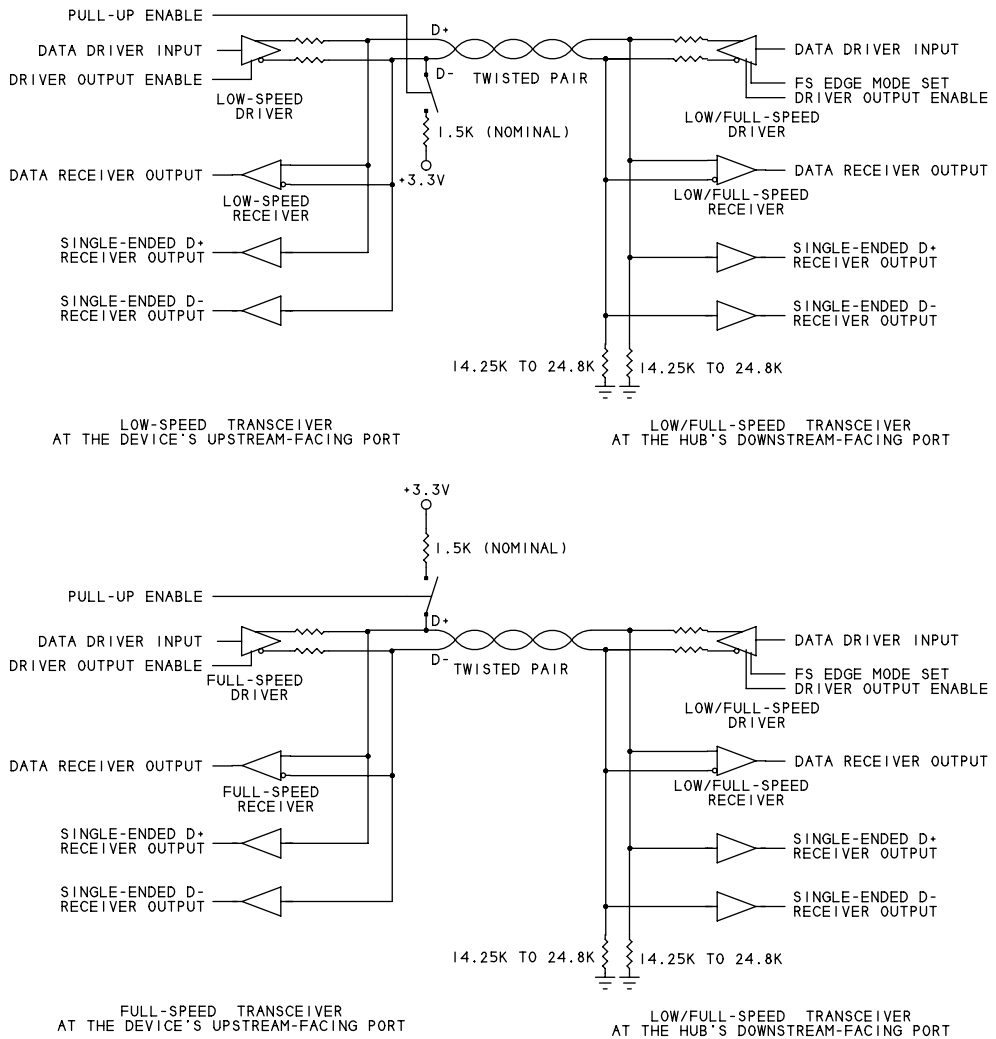 PULL-UP ENABLE
D+
DATA DRIVER INPUT
DATA DRIVER INPUT
D-
TWISTED PAIR
DRIVER OUTPUT ENABLE
FS EDGE MODE SET
DRIVER OUTPUT ENABLE
LOW-SPEED
DRIVER
LOW/FULL-SPEED
DRIVER
1.5K (NOMINAL)
+3.3V
DATA RECEIVER OUTPUT
DATA RECEIVER OUTPUT
LOW-SPEED
RECEIVER
LOW/FULL-SPEED
RECEIVER
SINGLE-ENDED D+
RECEIVER OUTPUT
SINGLE-ENDED D+
RECEIVER OUTPUT
SINGLE-ENDED D-
RECEIVER OUTPUT
SINGLE-ENDED D-
RECEIVER OUTPUT
14.25K TO 24.8K
14.25K TO 24.8K
LOW-SPEED TRANSCEIVER
AT THE DEVICE'S UPSTREAM-FACING PORT
LOW/FULL-SPEED TRANSCEIVER
AT THE HUB'S DOWNSTREAM-FACING PORT
+3.3V
1.5K (NOMINAL)
PULL-UP ENABLE
D+
DATA DRIVER INPUT
DATA DRIVER INPUT
D-
TWISTED PAIR
DRIVER OUTPUT ENABLE
FS EDGE MODE SET
DRIVER OUTPUT ENABLE
FULL-SPEED
DRIVER
LOW/FULL-SPEED
DRIVER
DATA RECEIVER OUTPUT
DATA RECEIVER OUTPUT
FULL-SPEED
RECEIVER
LOW/FULL-SPEED
RECEIVER
SINGLE-ENDED D+
RECEIVER OUTPUT
SINGLE-ENDED D+
RECEIVER OUTPUT
SINGLE-ENDED D-
RECEIVER OUTPUT
SINGLE-ENDED D-
RECEIVER OUTPUT
14.25K TO 24.8K
14.25K TO 24.8K
FULL-SPEED TRANSCEIVER
AT THE DEVICE'S UPSTREAM-FACING PORT
LOW/FULL-SPEED TRANSCEIVER
AT THE HUB'S DOWNSTREAM-FACING PORT